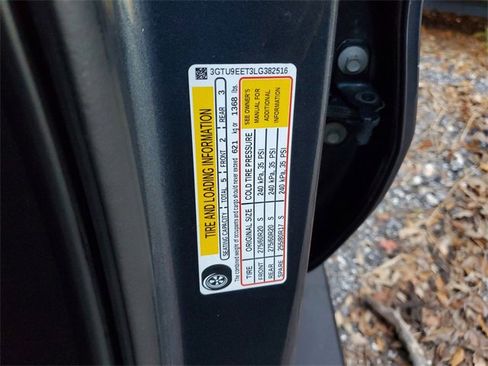 3GTU9EET3LG382516
TIRE AND LOADING INFORMATION
SEATING CAPACITY TOTAL 5 FRONT 2 REAR 3
The combined weight of occupants and cargo should never exceed 621 kg or 1368 lbs.
TIRE ORIGINAL SIZE COLD TIRE PRESSURE
FRONT 275/60R20 S 240 kPa, 35 PSI
REAR 275/60R20 S 240 kPa, 35 PSI
SPARE 255/80R17 S 240 kPa, 35 PSI
SEE OWNER'S
MANUAL FOR
ADDITIONAL
INFORMATION